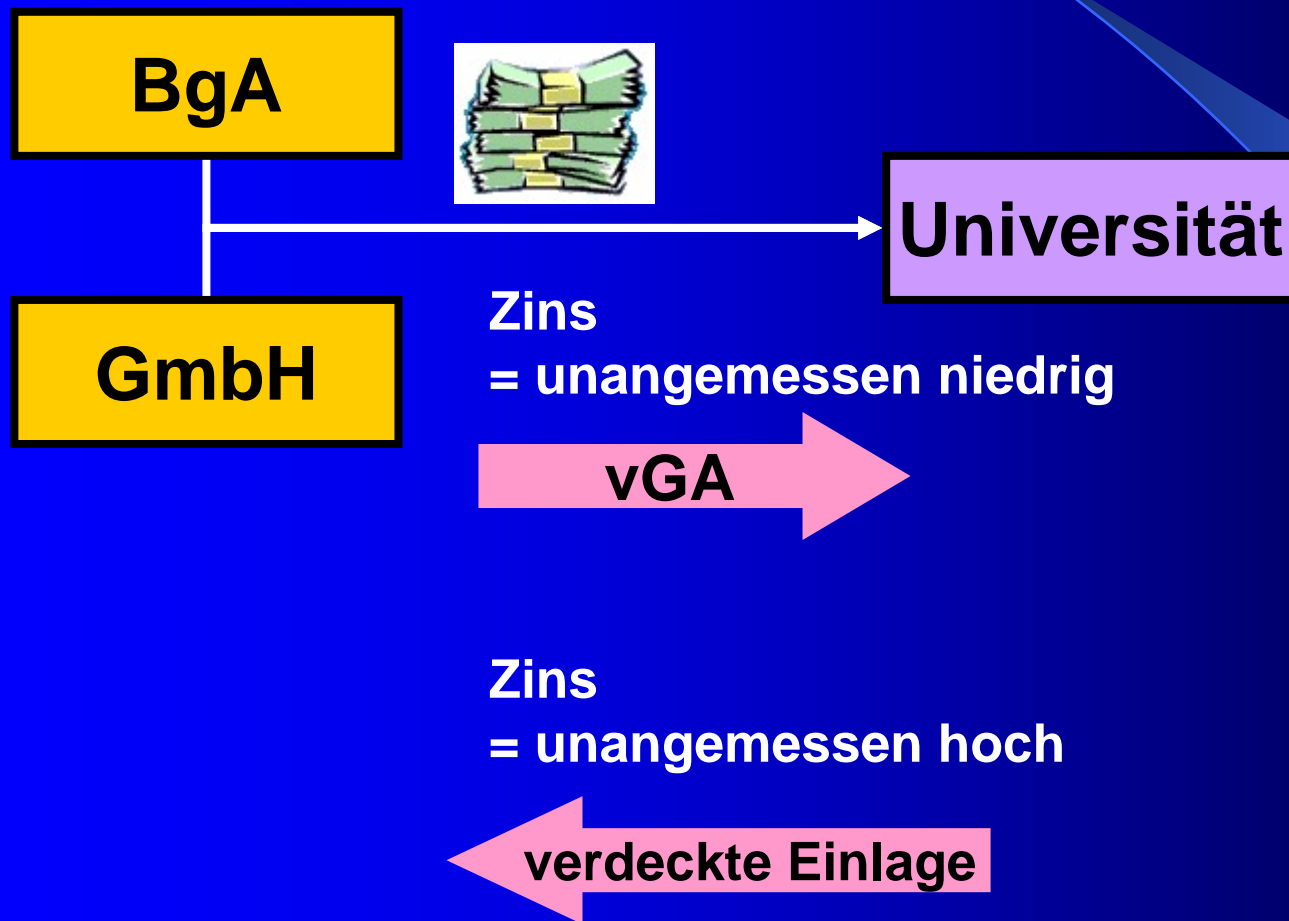 BgA
Universität
GmbH
Zins
= unangemessen niedrig
vGA
Zins
= unangemessen hoch
verdeckte Einlage